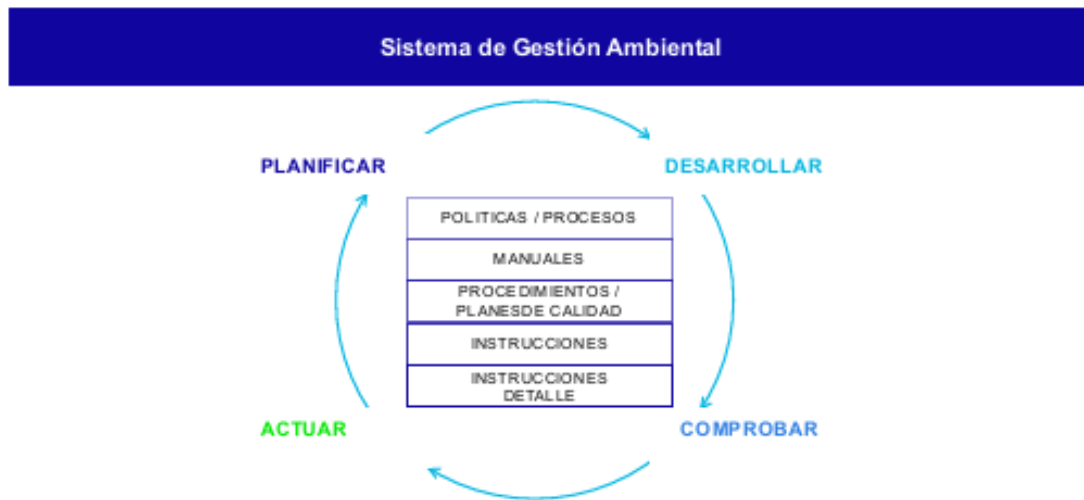 Sistema de Gestión Ambiental
PLANIFICAR
DESARROLLAR
POLITICAS / PROCESOS
MANUALES
PROCEDIMIENTOS /
PLANESDE CALIDAD
INSTRUCCIONES
INSTRUCCIONES
DETALLE
ACTUAR
COMPROBAR